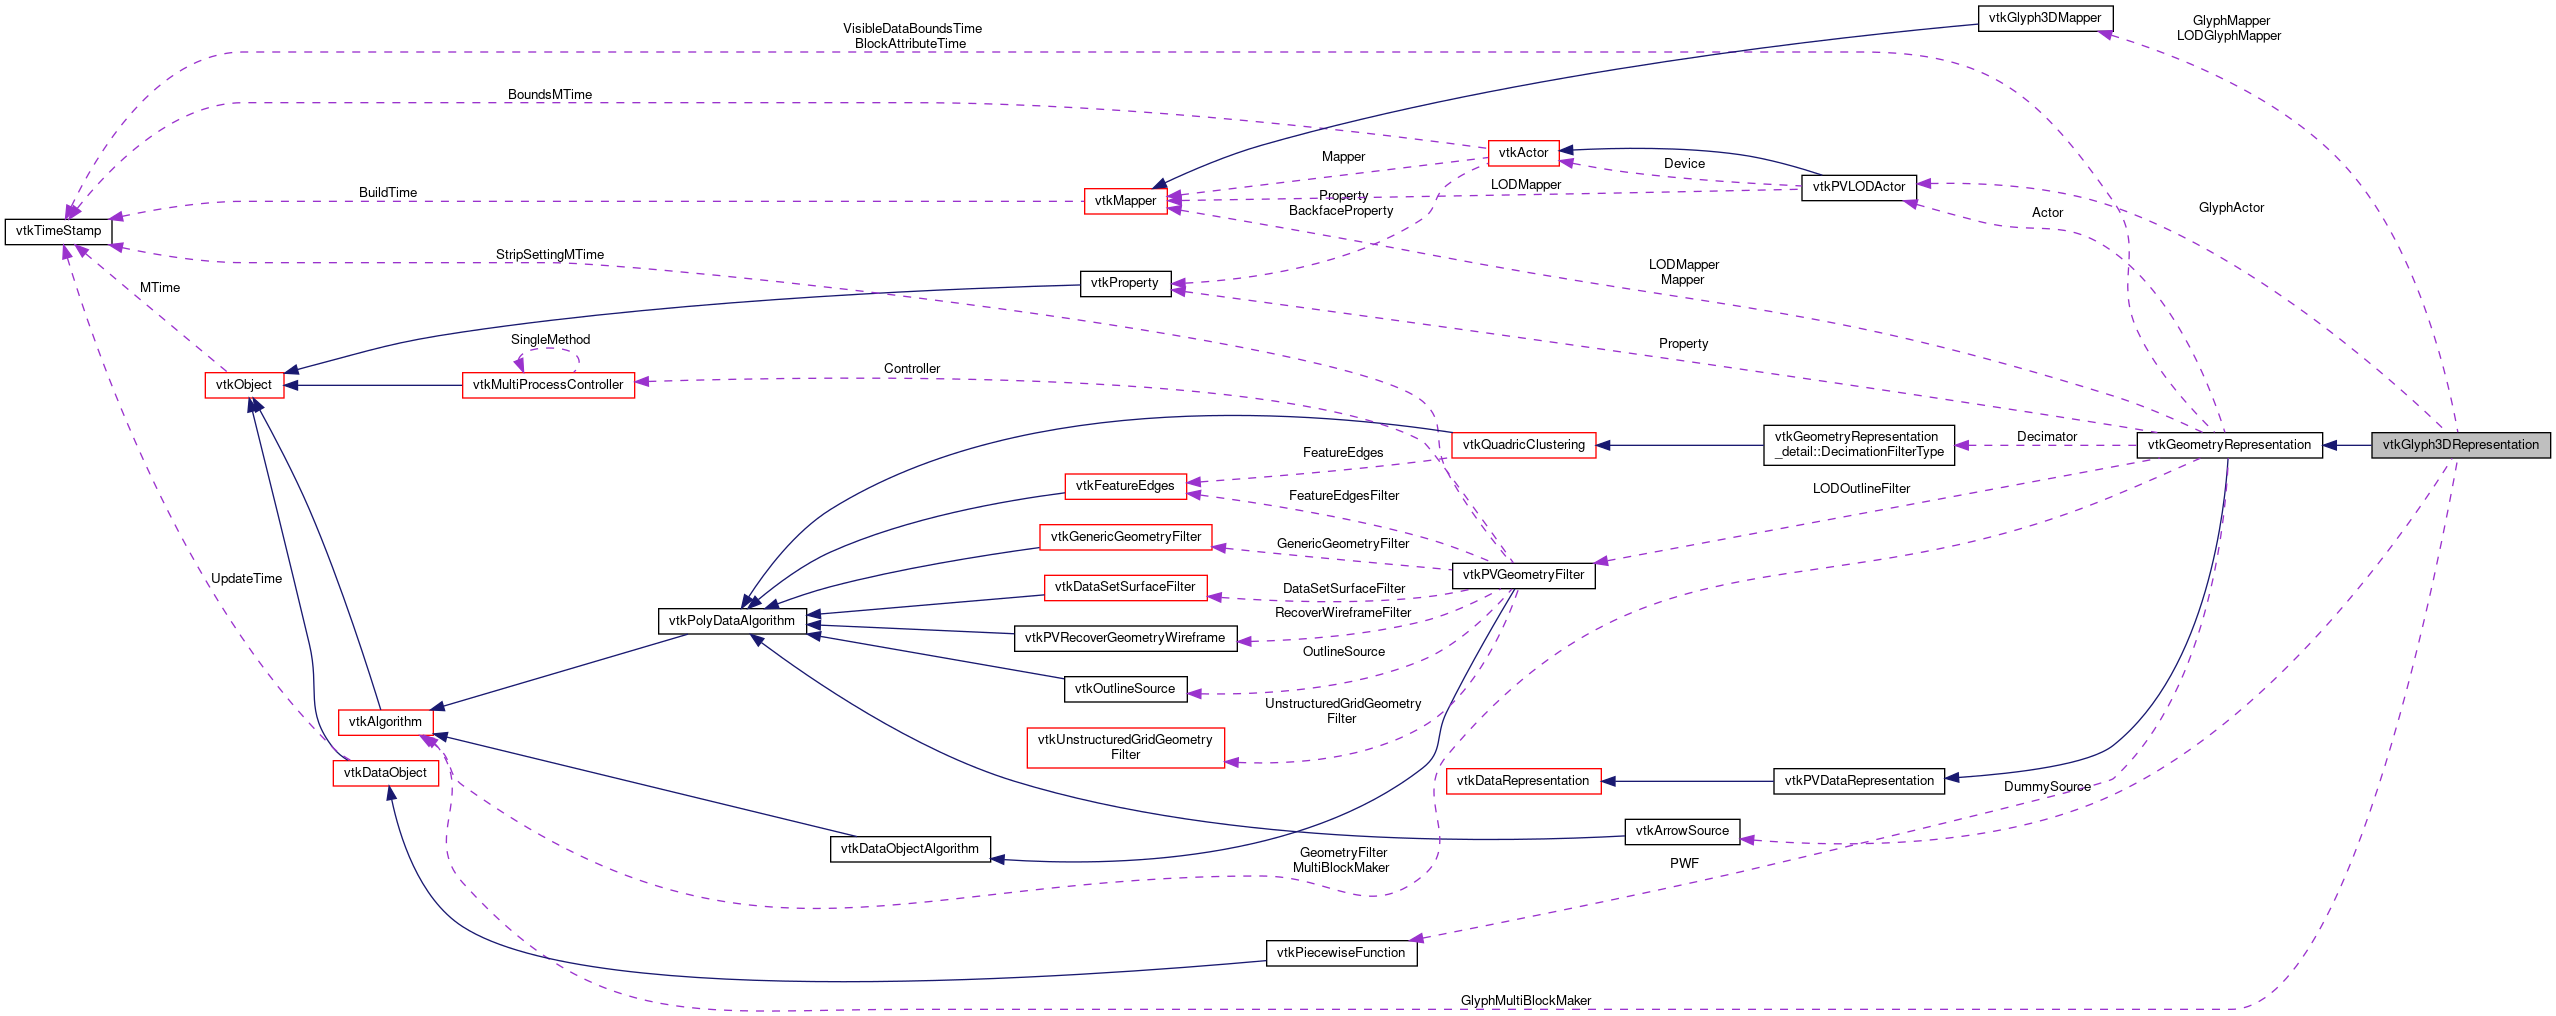 vtkGlyph3DMapper
GlyphMapper
LODGlyphMapper
VisibleDataBoundsTime
BlockAttributeTime
BoundsMTime
vtkActor
Mapper
Device
vtkPVLODActor
LODMapper
BuildTime
vtkMapper
Property
BackfaceProperty
GlyphActor
Actor
vtkTimeStamp
StripSettingMTime
LODMapper
Mapper
MTime
vtkProperty
SingleMethod
Property
Controller
vtkObject
vtkMultiProcessController
vtkQuadricClustering
vtkGeometryRepresentation
_detail::DecimationFilterType
Decimator
vtkGeometryRepresentation
vtkGlyph3DRepresentation
FeatureEdges
vtkFeatureEdges
FeatureEdgesFilter
LODOutlineFilter
vtkGenericGeometryFilter
GenericGeometryFilter
vtkPVGeometryFilter
UpdateTime
vtkDataSetSurfaceFilter
DataSetSurfaceFilter
RecoverWireframeFilter
vtkPolyDataAlgorithm
vtkPVRecoverGeometryWireframe
OutlineSource
vtkOutlineSource
UnstructuredGridGeometry
Filter
vtkAlgorithm
vtkUnstructuredGridGeometry
Filter
vtkDataObject
vtkDataRepresentation
vtkPVDataRepresentation
DummySource
vtkArrowSource
vtkDataObjectAlgorithm
GeometryFilter
MultiBlockMaker
PWF
vtkPiecewiseFunction
GlyphMultiBlockMaker